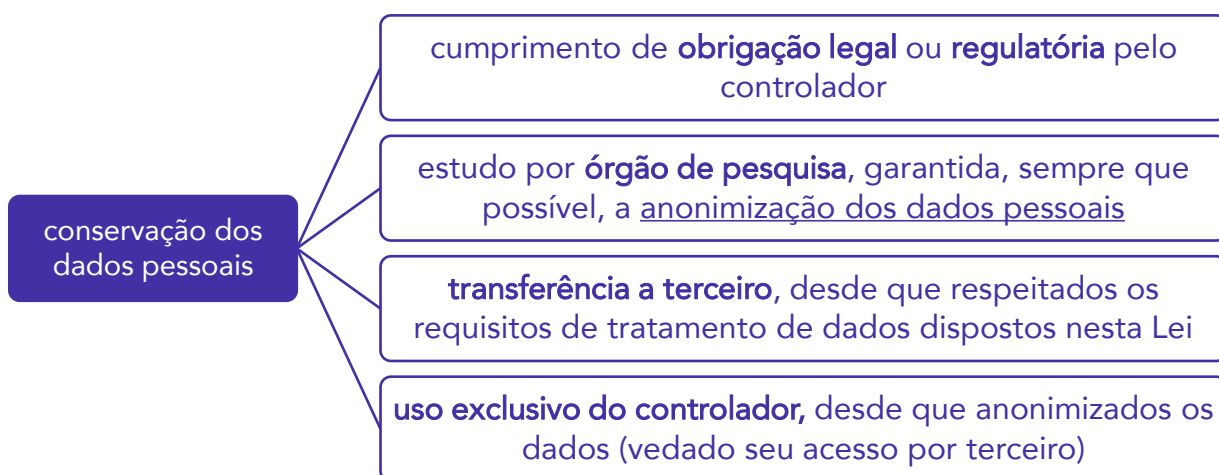 conservação dos
dados pessoais
cumprimento de obrigação legal ou regulatória pelo
controlador
estudo por órgão de pesquisa, garantida, sempre que
possível, a anonimização dos dados pessoais
transferência a terceiro, desde que respeitados os
requisitos de tratamento de dados dispostos nesta Lei
uso exclusivo do controlador, desde que anonimizados os
dados (vedado seu acesso por terceiro)